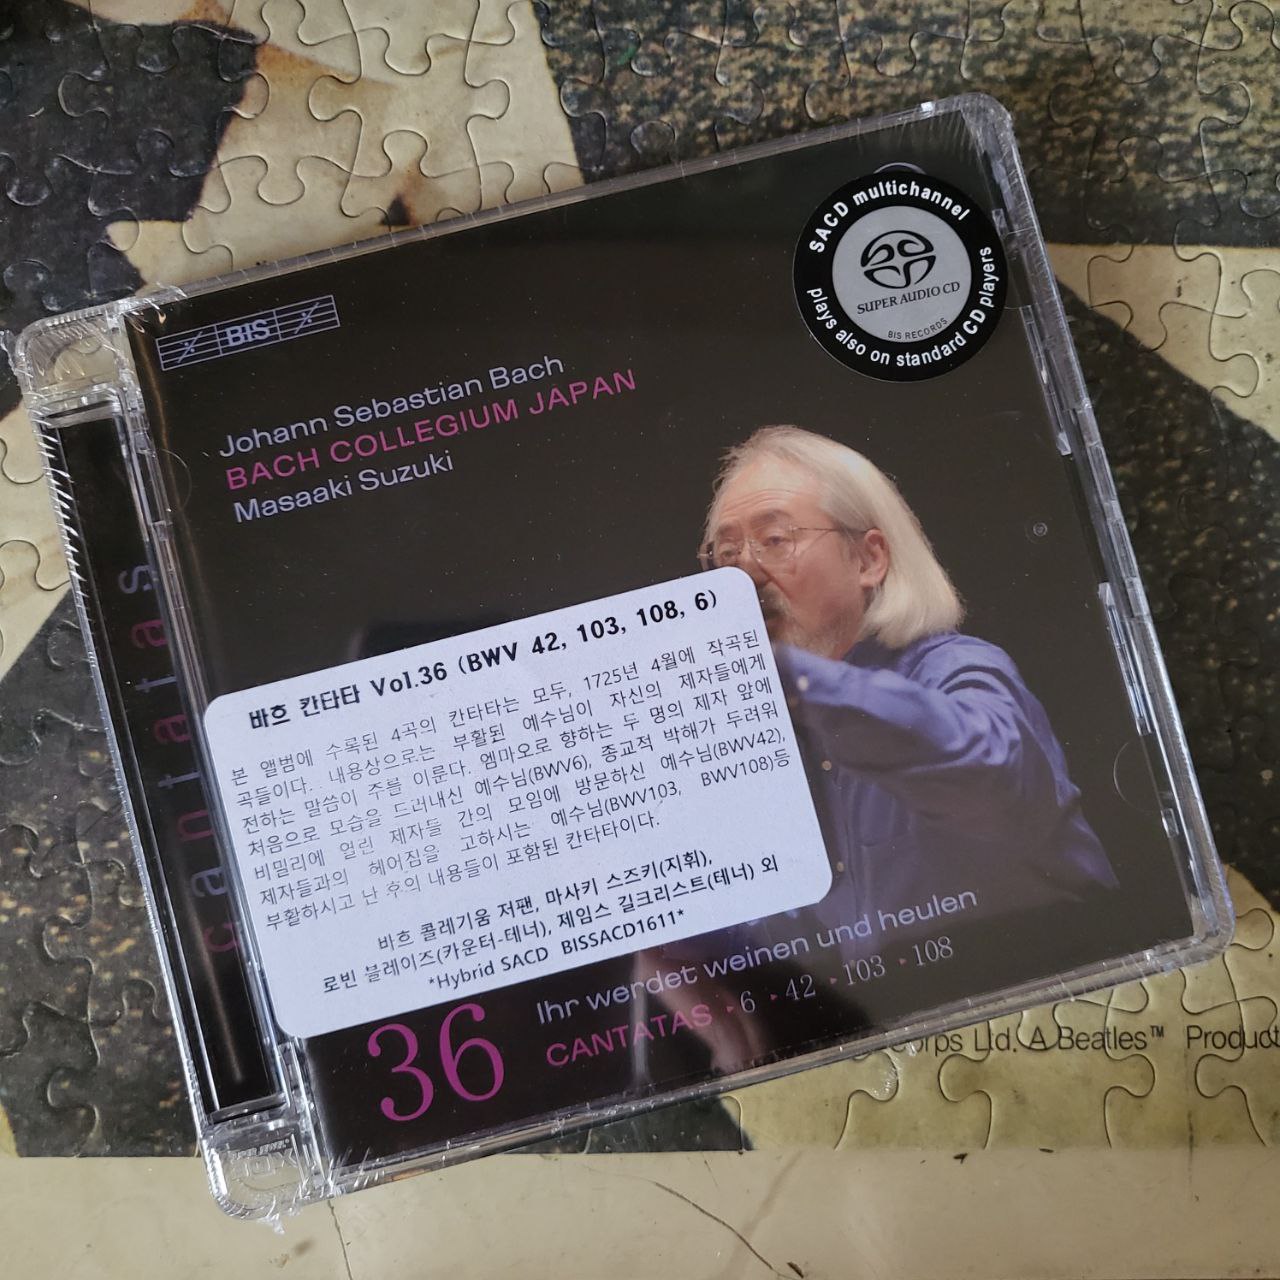 SACD multichannel
SUPER AUDIO CD
BIS RECORDS
plays also on standard CD players
BIS
Johann Sebastian Bach
BACH COLLEGIUM JAPAN
Masaaki Suzuki
cantatas
바흐 칸타타 Vol.36 (BWV 42, 103, 108, 6)
본 앨범에 수록된 4곡의 칸타타는 모두, 1725년 4월에 작곡된
곡들이다. 내용상으로는 부활된 예수님이 자신의 제자들에게
전하는 말씀이 주를 이룬다. 엠마오로 향하는 두 명의 제자 앞에
처음으로 모습을 드러내신 예수님(BWV6), 종교적 박해가 두려워
비밀리에 열린 제자들 간의 모임에 방문하신 예수님(BWV42),
제자들과의 헤어짐을 고하시는 예수님(BWV103, BWV108)등
부활하시고 난 후의 내용들이 포함된 칸타타이다.
바흐 콜레기움 저팬, 마사키 스즈키(지휘),
로빈 블레이즈(카운터-테너), 제임스 길크리스트(테너) 외
*Hybrid SACD BISSACD1611*
36
Ihr werdet weinen und heulen
CANTATAS ▸6 ▸42 ▸103 ▸108
Corps Ltd. A Beatles™ Product